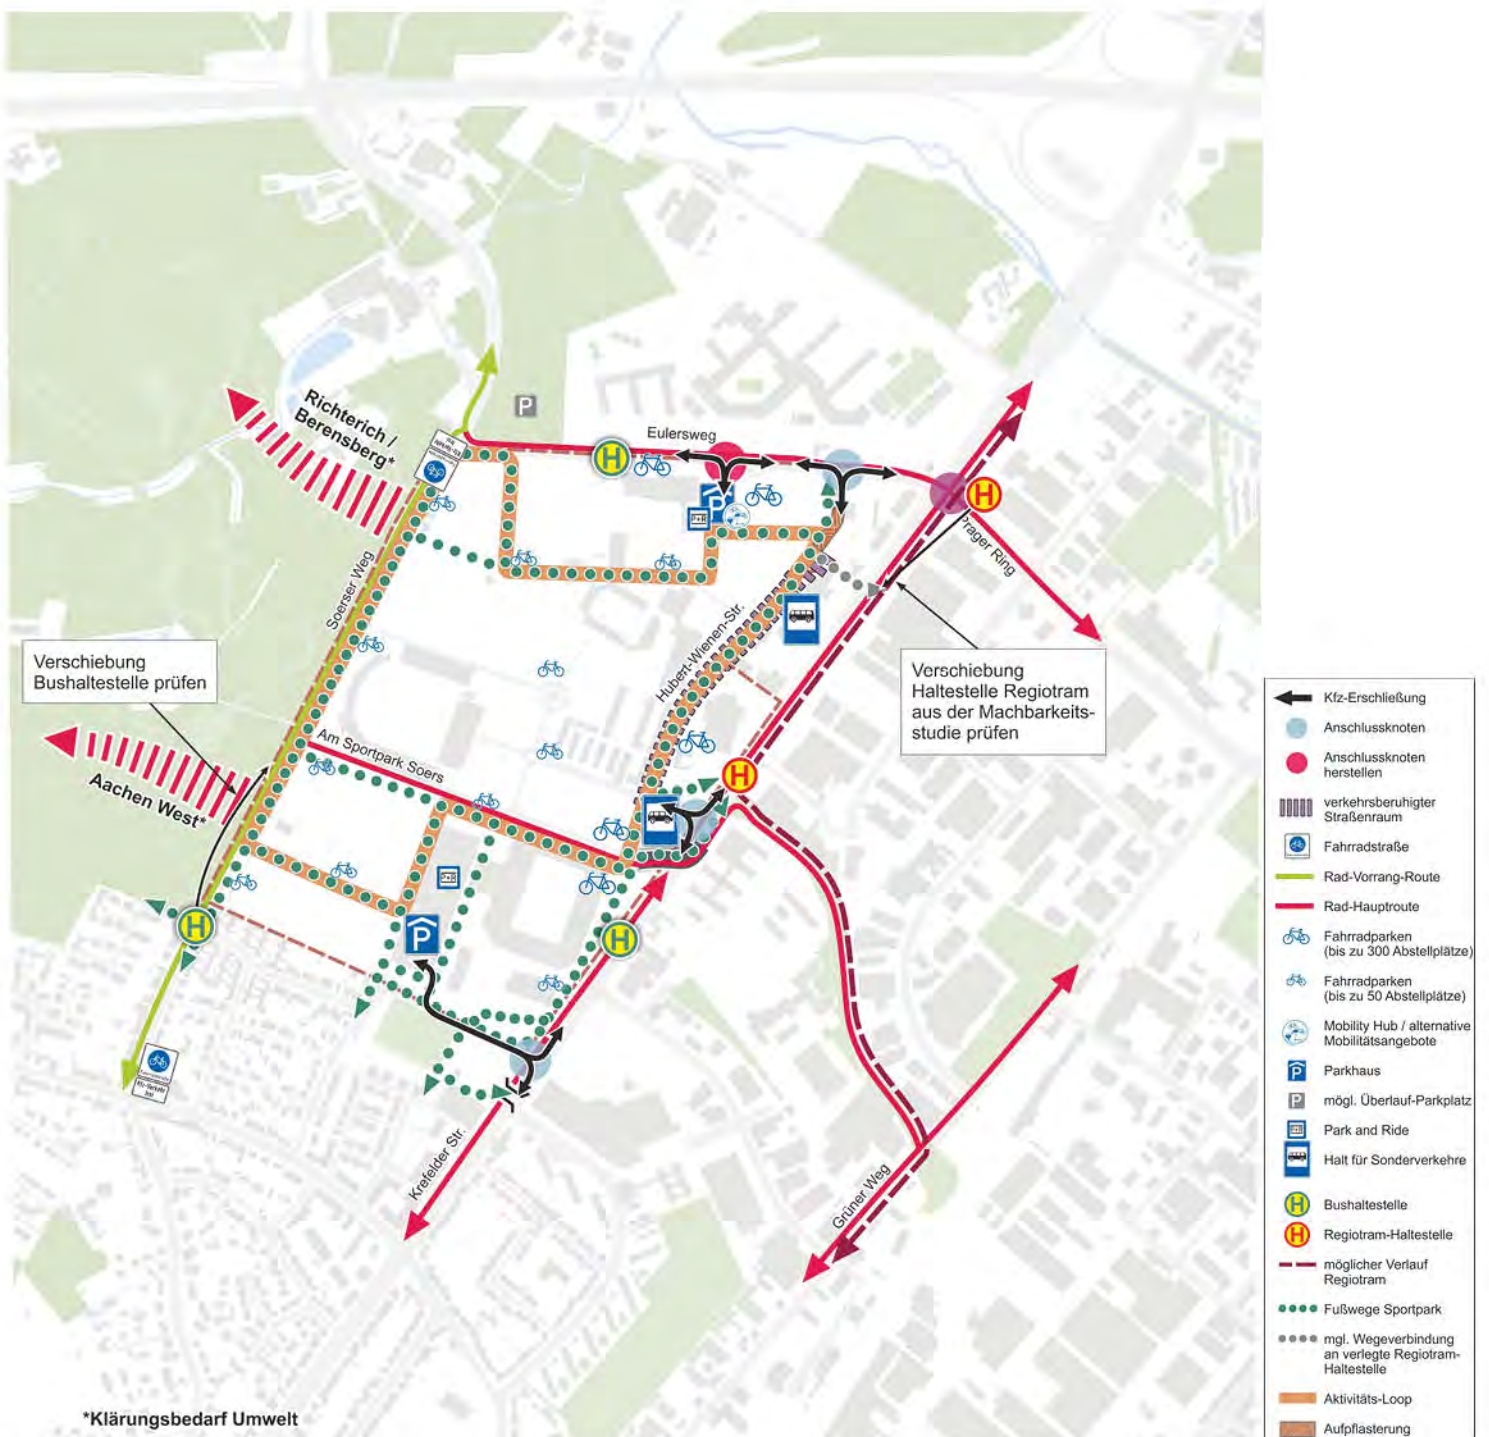 Richterich /
Berensberg*
P
Eulersweg
H
P
P+R
H
Prager Ring
Soerser Weg
Hubert-Wienen-Str.
Verschiebung
Bushaltestelle prüfen
Verschiebung
Haltestelle Regiotram
aus der Machbarkeits-
studie prüfen
Am Sportpark Soers
H
Aachen West*
P+R
P
H
H
Krefelder Str.
Grüner Weg
*Klärungsbedarf Umwelt
Kfz-Erschließung
Anschlussknoten
Anschlussknoten
herstellen
verkehrsberuhigter
Straßenraum
Fahrradstraße
Rad-Vorrang-Route
Rad-Hauptroute
Fahrradparken
(bis zu 300 Abstellplätze)
Fahrradparken
(bis zu 50 Abstellplätze)
Mobility Hub / alternative
Mobilitätsangebote
P Parkhaus
P mögl. Überlauf-Parkplatz
Park and Ride
Halt für Sonderverkehre
H Bushaltestelle
H Regiotram-Haltestelle
möglicher Verlauf
Regiotram
Fußwege Sportpark
mgl. Wegeverbindung
an verlegte Regiotram-
Haltestelle
Aktivitäts-Loop
Aufpflasterung